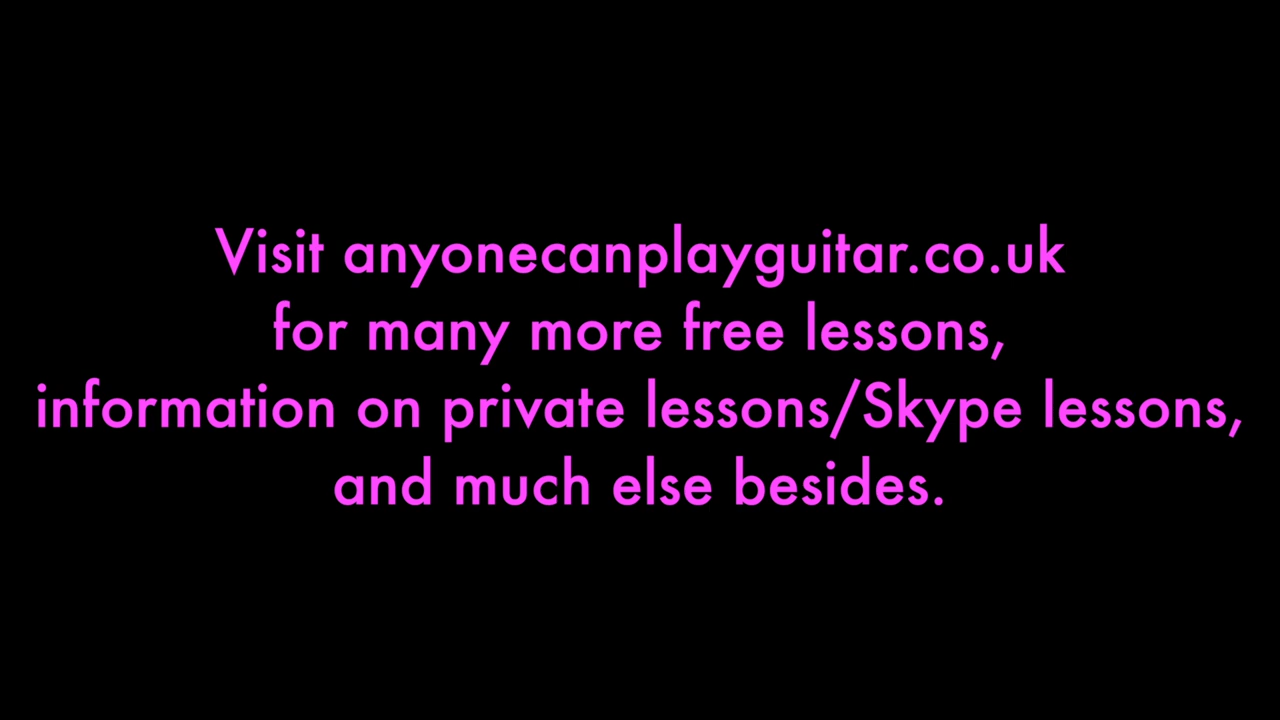 Visit anyonecanplayguitar.co.uk
for many more free lessons,
information on private lessons/Skype lessons,
and much else besides.